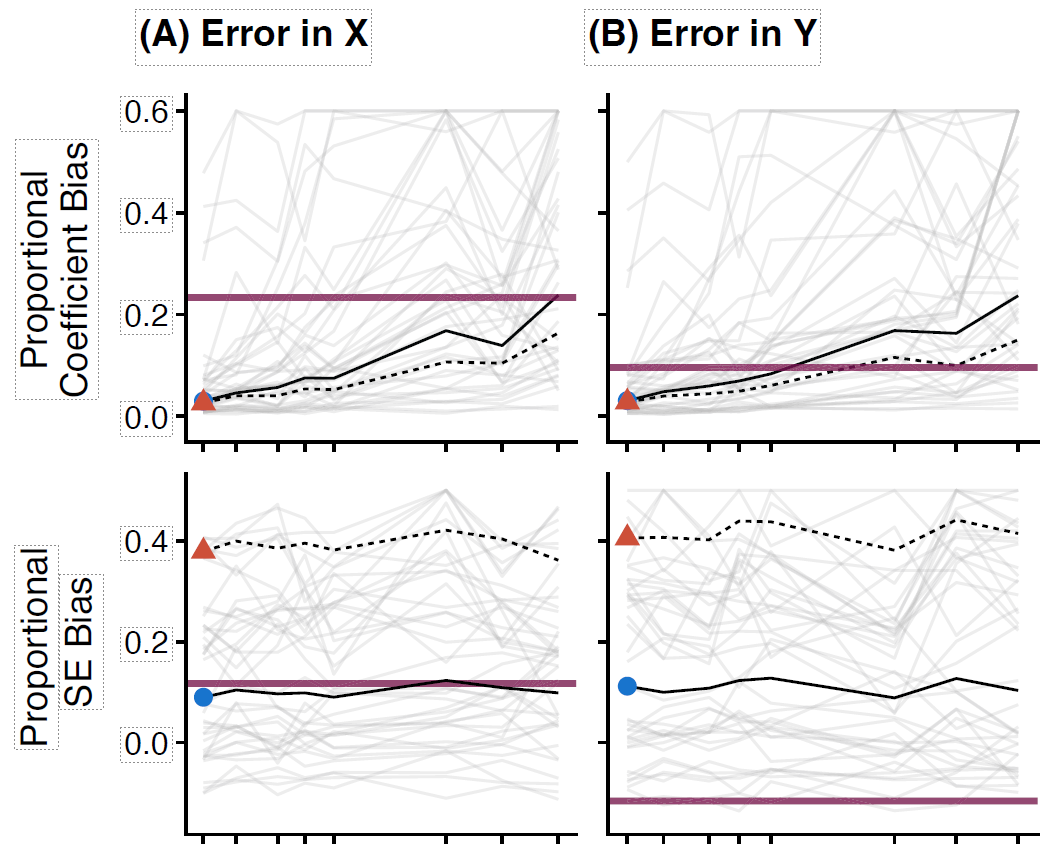 (A) Error in X
(B) Error in Y
Proportional
Coefficient Bias
0.6
0.4
0.2
0.0
Proportional
SE Bias
0.4
0.2
0.0